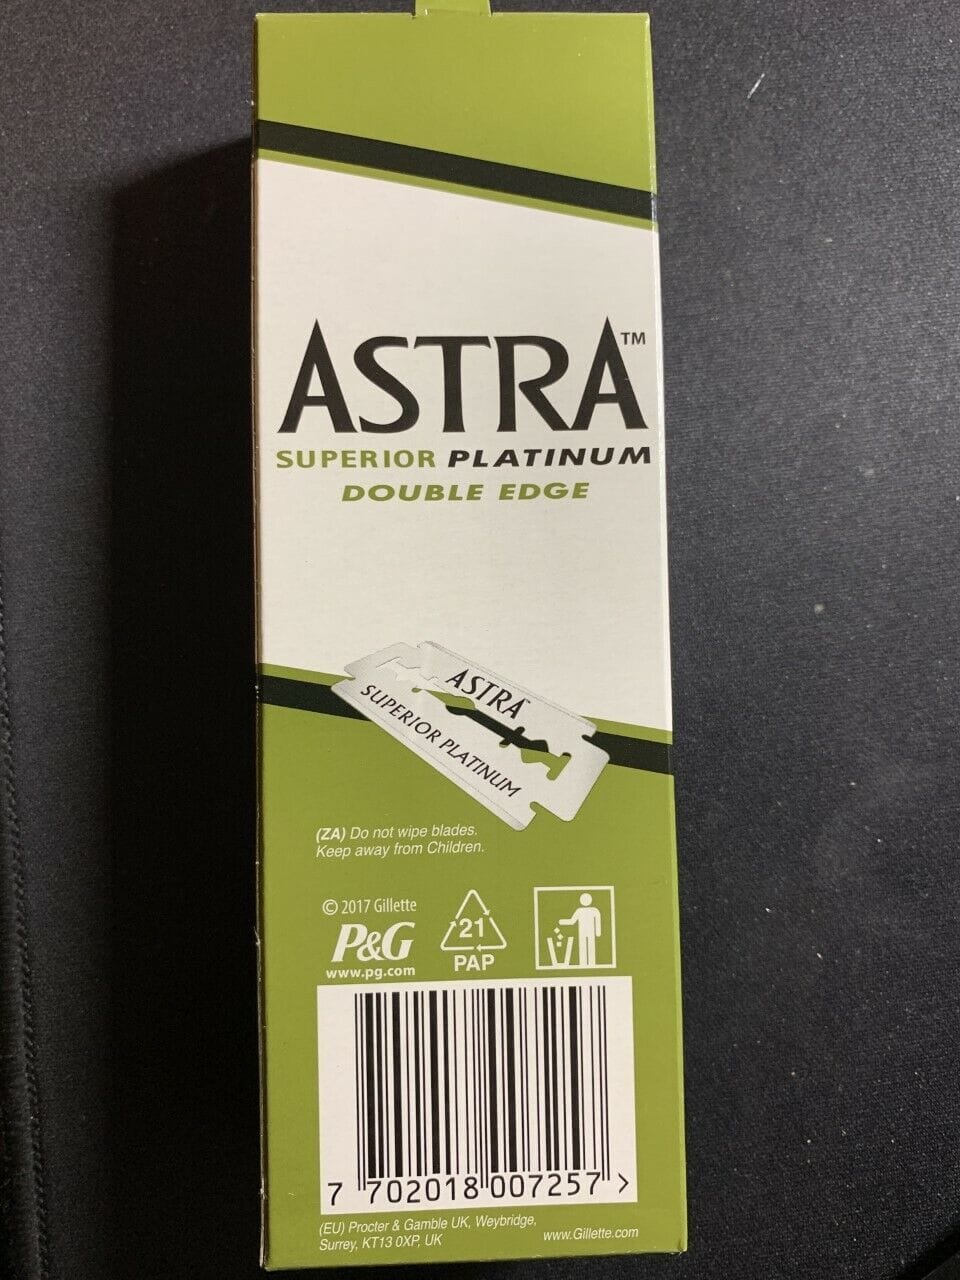 ASTRA™
SUPERIOR PLATINUM
DOUBLE EDGE
ASTRA
SUPERIOR PLATINUM
(ZA) Do not wipe blades.
Keep away from Children.
© 2017 Gillette
P&G
www.pg.com
21
PAP
7 702018 007257 >
(EU) Procter & Gamble UK, Weybridge,
Surrey, KT13 0XP, UK
www.Gillette.com